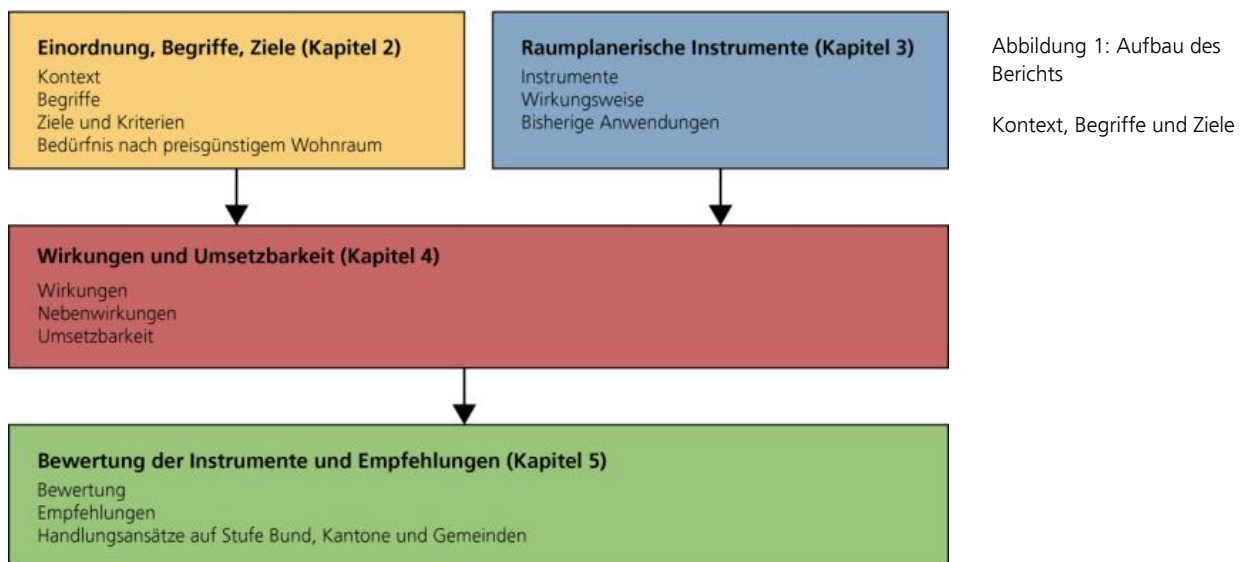 Einordnung, Begriffe, Ziele (Kapitel 2)
Kontext
Begriffe
Ziele und Kriterien
Bedürfnis nach preisgünstigem Wohnraum
Raumplanerische Instrumente (Kapitel 3)
Instrumente
Wirkungsweise
Bisherige Anwendungen
Abbildung 1: Aufbau des
Berichts
Kontext, Begriffe und Ziele
Wirkungen und Umsetzbarkeit (Kapitel 4)
Wirkungen
Nebenwirkungen
Umsetzbarkeit
Bewertung der Instrumente und Empfehlungen (Kapitel 5)
Bewertung
Empfehlungen
Handlungsansätze auf Stufe Bund, Kantone und Gemeinden